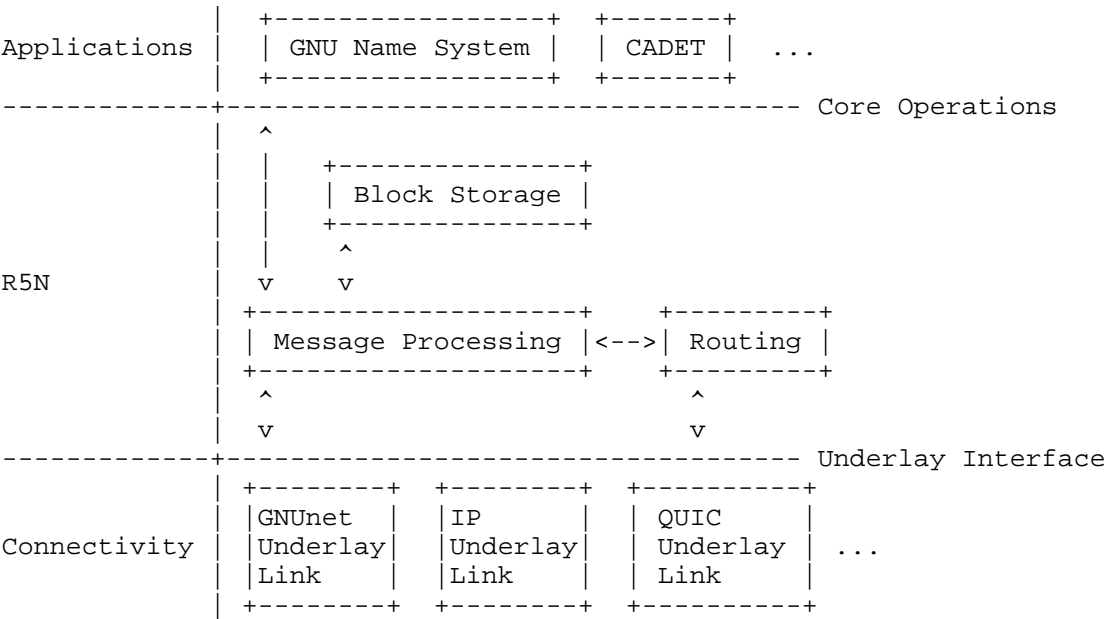 |  +-----------------+  +-------+
Applications |  | GNU Name System |  | CADET |  ...
             |  +-----------------+  +-------+
-------------+------------------------------------ Core Operations
             |  ^
             |  |   +---------------+
             |  |   | Block Storage |
             |  |   +---------------+
             |  |    ^
R5N          |  v    v
             | +--------------------+    +---------+
             | | Message Processing |<-->| Routing |
             | +--------------------+    +---------+
             |  ^                          ^
             |  v                          v
-------------+------------------------------------ Underlay Interface
             | +--------+  +--------+  +----------+
             | |GNUnet  |  |IP      |  | QUIC     |
Connectivity | |Underlay|  |Underlay|  | Underlay | ...
             | |Link    |  |Link    |  | Link     |
             | +--------+  +--------+  +----------+